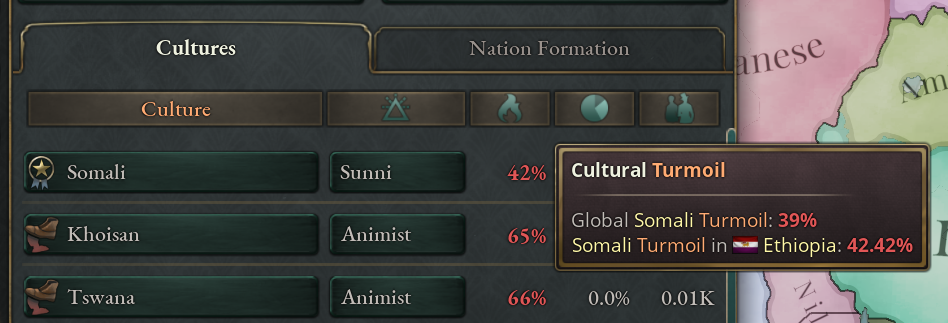 Cultures
Nation Formation
Culture
Somali
Sunni
42%
Khoisan
Animist
65%
Tswana
Animist
66%
0.0%
0.01K
Cultural Turmoil
Global Somali Turmoil: 39%
Somali Turmoil in Ethiopia: 42.42%
anese
Am
Nil